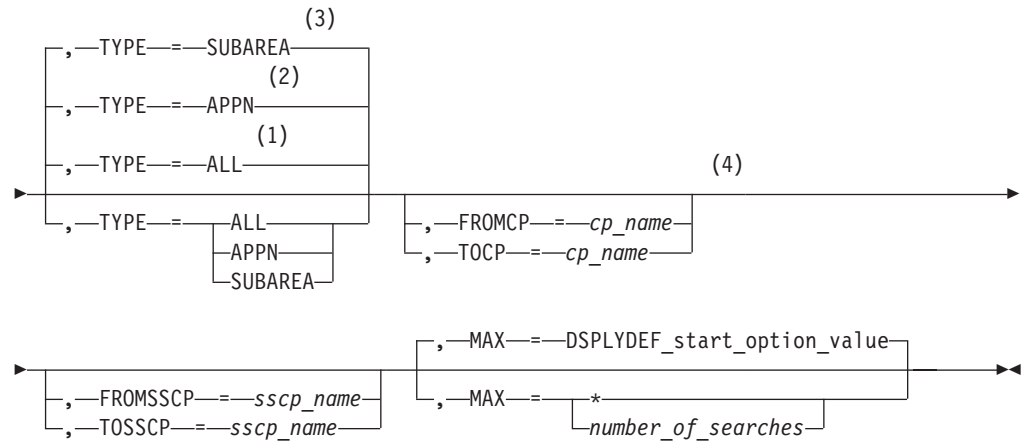 (3)
,—TYPE—=—SUBAREA
(2)
,—TYPE—=—APPN
(1)
,—TYPE—=—ALL
(4)
,—TYPE—=—ALL ,—FROMCP—=—cp_name
APPN ,—TOCP—=—cp_name
SUBAREA
,—MAX—=—DSPLYDEF_start_option_value
,—FROMSSCP—=—sscp_name ,—MAX—=—*
,—TOSSCP—=—sscp_name number_of_searches